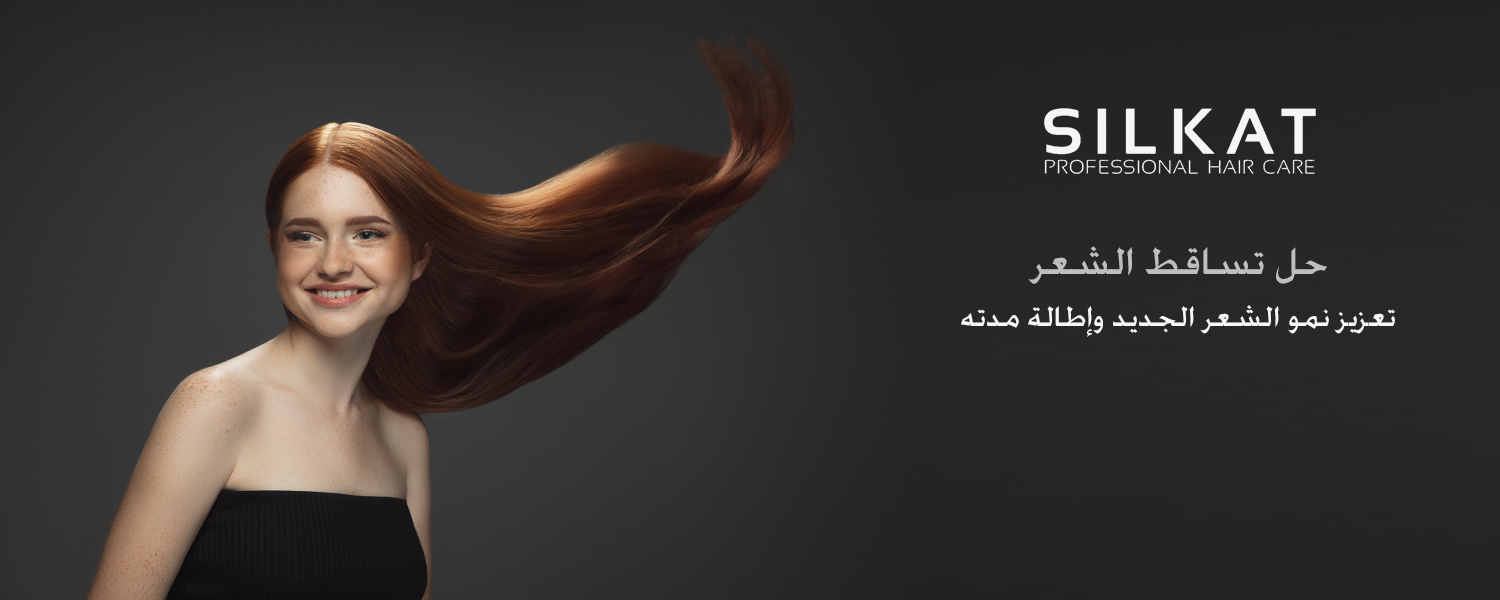 SILKAT
PROFESSIONAL HAIR CARE
حل تساقط الشعر
تعزيز نمو الشعر الجديد وإطالة مدته